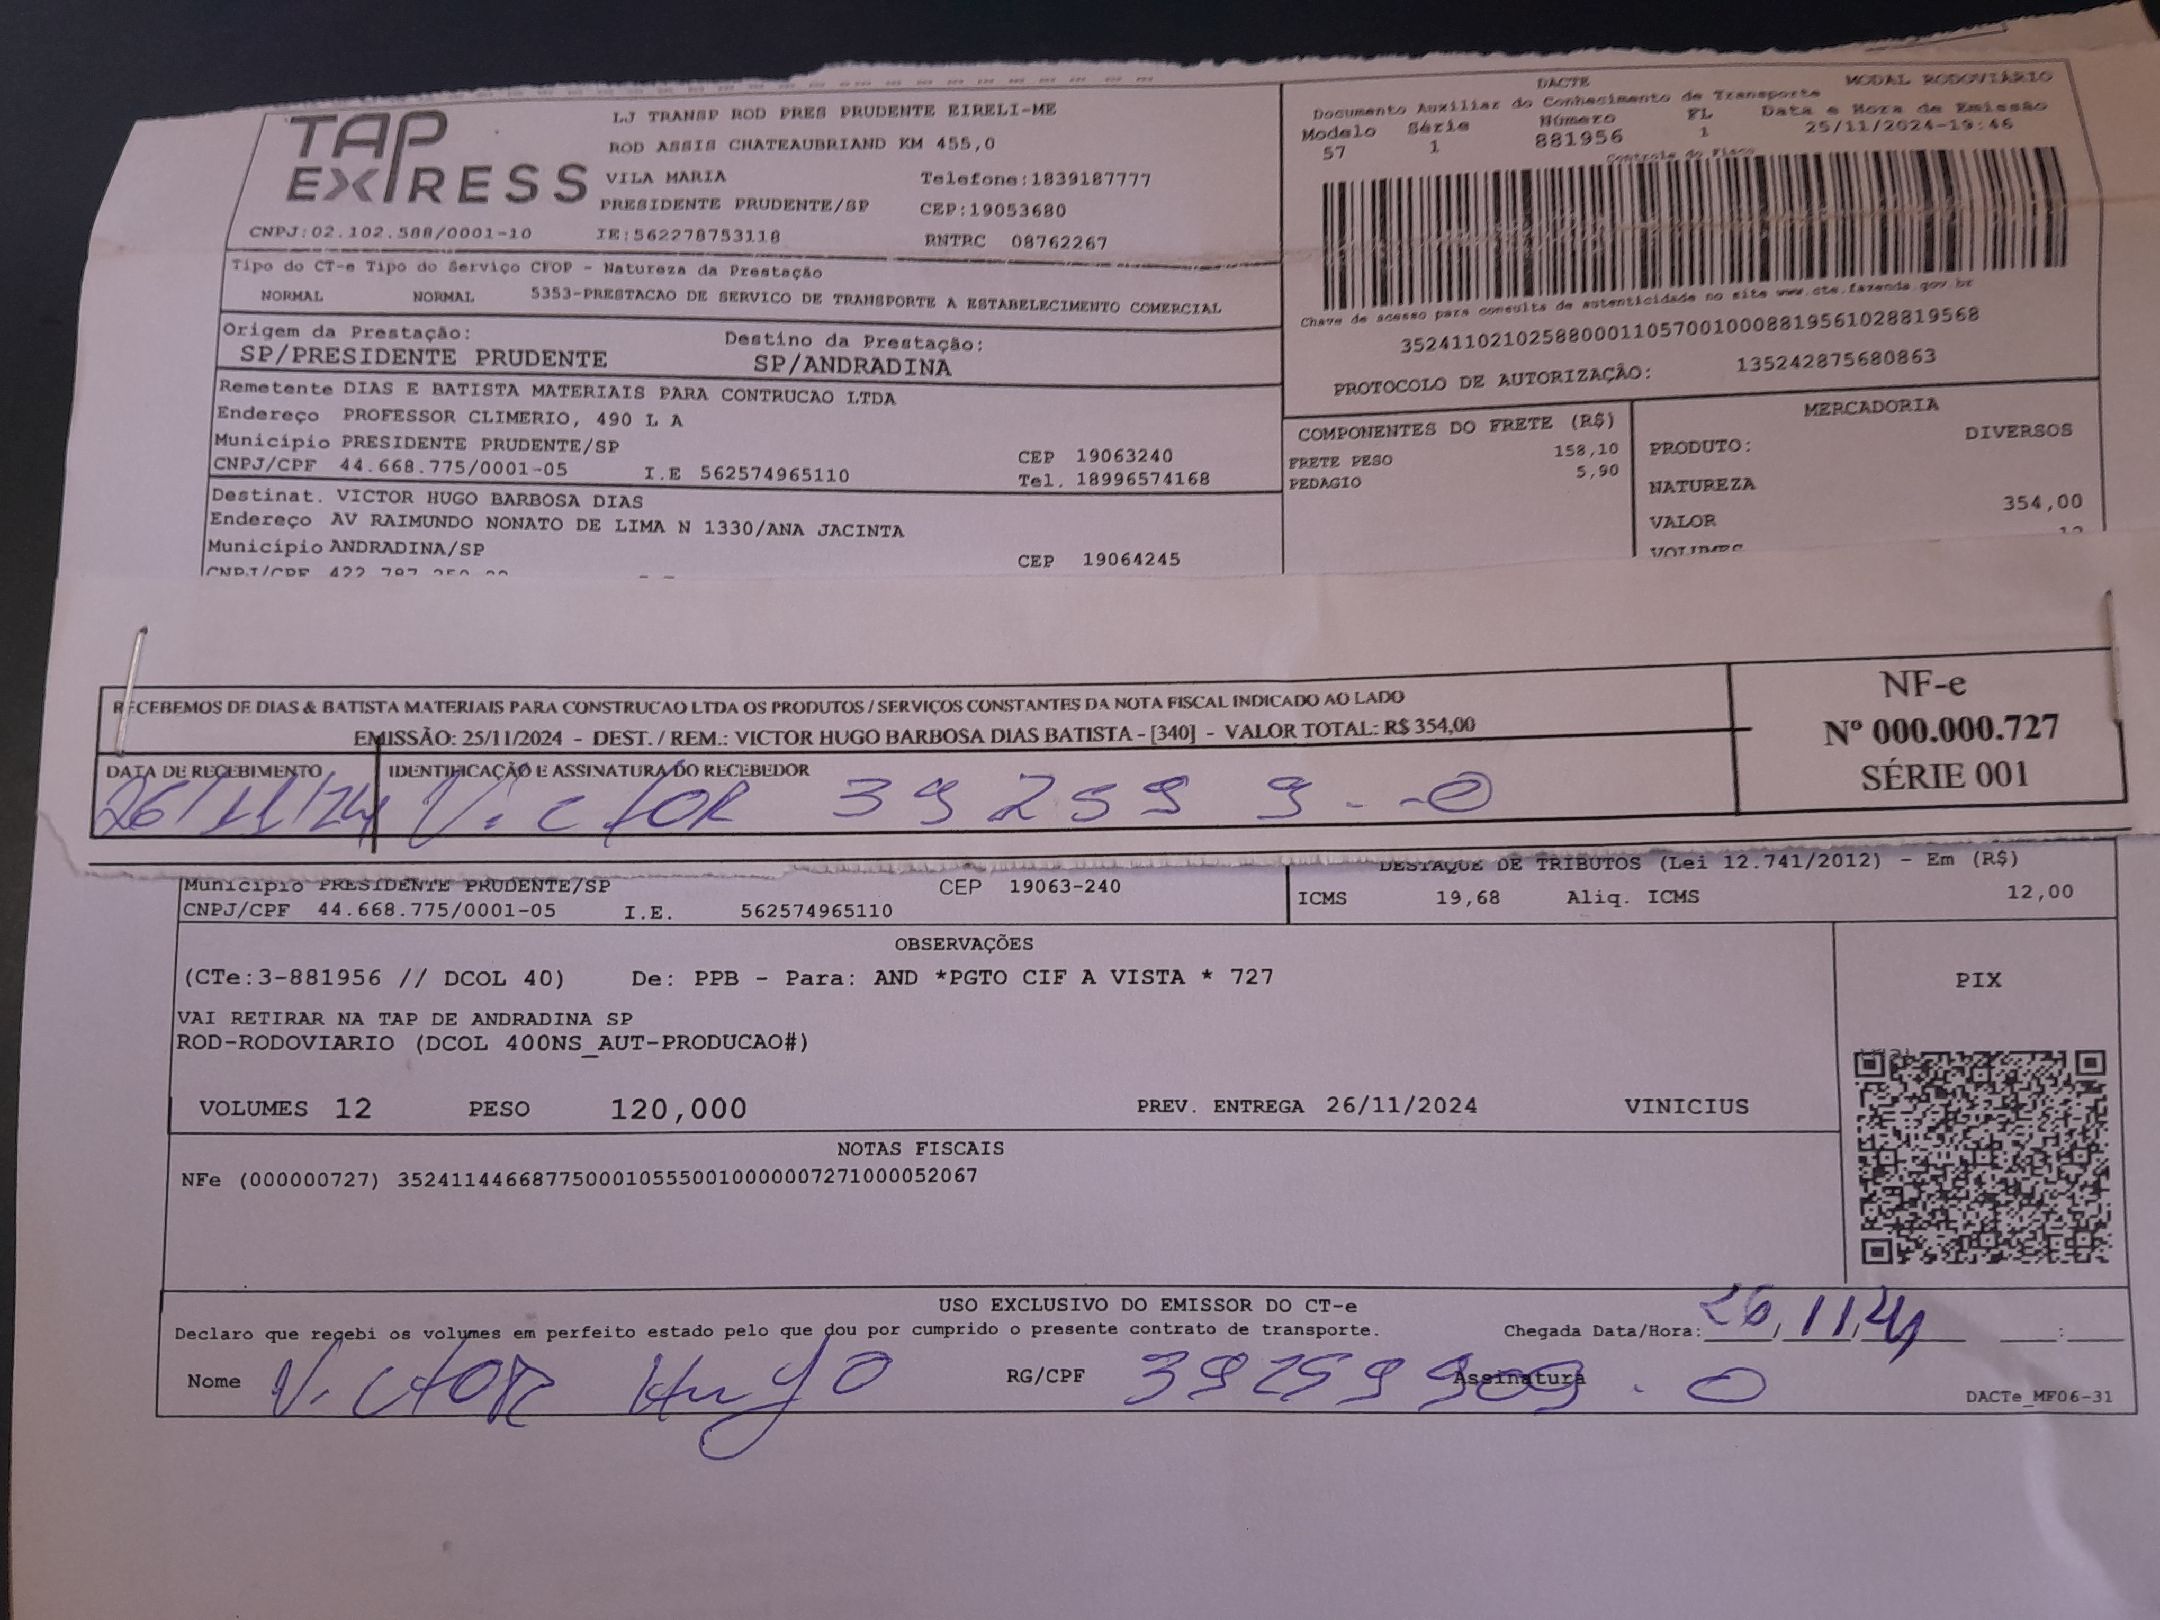 TAP EXPRESS
LJ TRANSP ROD PRES PRUDENTE EIRELI-ME
ROD ASSIS CHATEAUBRIAND KM 455,0
VILA MARIA Telefone:1839187777
PRESIDENTE PRUDENTE/SP CEP:19053680
CNPJ:02.102.588/0001-10 IE:562278753118 RNTRC 08762267
Tipo do CT-e Tipo do Serviço CFOP - Natureza da Prestação
NORMAL NORMAL 5353-PRESTACAO DE SERVICO DE TRANSPORTE A ESTABELECIMENTO COMERCIAL
Origem da Prestação: Destino da Prestação:
SP/PRESIDENTE PRUDENTE SP/ANDRADINA
Remetente DIAS E BATISTA MATERIAIS PARA CONTRUCAO LTDA
Endereço PROFESSOR CLIMERIO, 490 L A
Município PRESIDENTE PRUDENTE/SP CEP 19063240
CNPJ/CPF 44.668.775/0001-05 I.E 562574965110 Tel. 18996574168
Destinat. VICTOR HUGO BARBOSA DIAS
Endereço AV RAIMUNDO NONATO DE LIMA N 1330/ANA JACINTA
Município ANDRADINA/SP CEP 19064245
CNPJ/CPF
DACTE MODAL RODOVIÁRIO
Documento Auxiliar do Conhecimento de Transporte
Modelo Série Número FL Data e Hora de Emissão
57 1 881956 1 25/11/2024-19:46
Controle do Fisco
Chave de acesso para consulta de autenticidade no site www.cte.fazenda.gov.br
35241102102588000110570010008819561028819568
PROTOCOLO DE AUTORIZAÇÃO: 135242875680863
COMPONENTES DO FRETE (R$)
FRETE PESO 158,10
PEDAGIO 5,90
MERCADORIA
PRODUTO: DIVERSOS
NATUREZA
VALOR 354,00
VOLUMES 12
RECEBEMOS DE DIAS & BATISTA MATERIAIS PARA CONSTRUCAO LTDA OS PRODUTOS / SERVIÇOS CONSTANTES DA NOTA FISCAL INDICADO AO LADO
EMISSÃO: 25/11/2024 - DEST. / REM.: VICTOR HUGO BARBOSA DIAS BATISTA - [340] - VALOR TOTAL: R$ 354,00
DATA DE RECEBIMENTO IDENTIFICAÇÃO E ASSINATURA DO RECEBEDOR
26/11/24 Victor 39259 9 - - 0
NF-e
Nº 000.000.727
SÉRIE 001
Município PRESIDENTE PRUDENTE/SP CEP 19063-240
CNPJ/CPF 44.668.775/0001-05 I.E. 562574965110
DESTAQUE DE TRIBUTOS (Lei 12.741/2012) - Em (R$)
ICMS 19,68 Aliq. ICMS 12,00
OBSERVAÇÕES
(CTe:3-881956 // DCOL 40) De: PPB - Para: AND *PGTO CIF A VISTA * 727
VAI RETIRAR NA TAP DE ANDRADINA SP
ROD-RODOVIARIO (DCOL 400NS_AUT-PRODUCAO#)
VOLUMES 12 PESO 120,000 PREV. ENTREGA 26/11/2024 VINICIUS
PIX
NOTAS FISCAIS
NFe (000000727) 35241144668775000105550010000007271000052067
USO EXCLUSIVO DO EMISSOR DO CT-e
Declaro que recebi os volumes em perfeito estado pelo que dou por cumprido o presente contrato de transporte. Chegada Data/Hora: 26/11/24 :
Nome Victor Hugo RG/CPF 39259909 - 0 Assinatura
DACTe_MF06-31